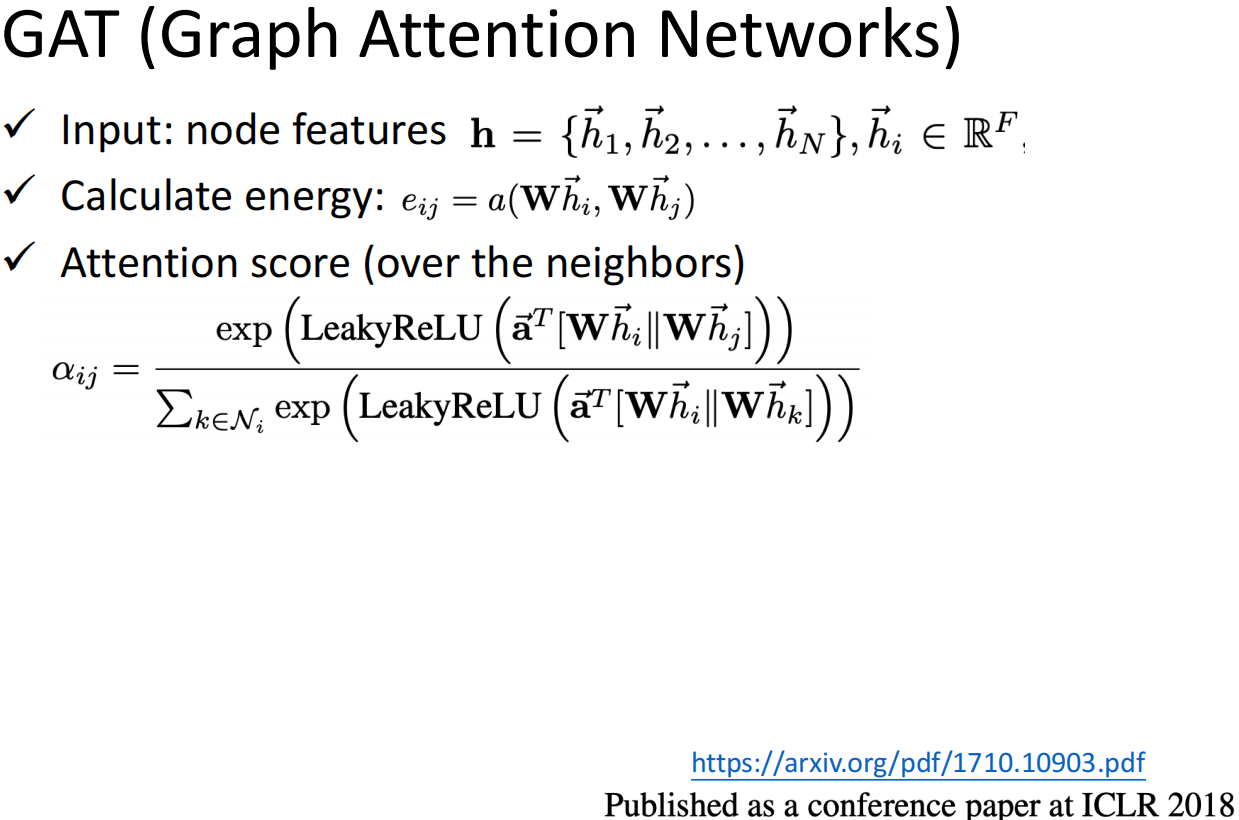 GAT (Graph Attention Networks)
✓ Input: node features $\mathbf{h} = \{\vec{h}_1, \vec{h}_2, \ldots, \vec{h}_N\}, \vec{h}_i \in \mathbb{R}^F,$
✓ Calculate energy: $e_{ij} = a(\mathbf{W}\vec{h}_i, \mathbf{W}\vec{h}_j)$
✓ Attention score (over the neighbors)
$\alpha_{ij} = \frac{\exp\left(\text{LeakyReLU}\left(\vec{\mathbf{a}}^T[\mathbf{W}\vec{h}_i \| \mathbf{W}\vec{h}_j]\right)\right)}{\sum_{k \in \mathcal{N}_i} \exp\left(\text{LeakyReLU}\left(\vec{\mathbf{a}}^T[\mathbf{W}\vec{h}_i \| \mathbf{W}\vec{h}_k]\right)\right)}$
https://arxiv.org/pdf/1710.10903.pdf
Published as a conference paper at ICLR 2018